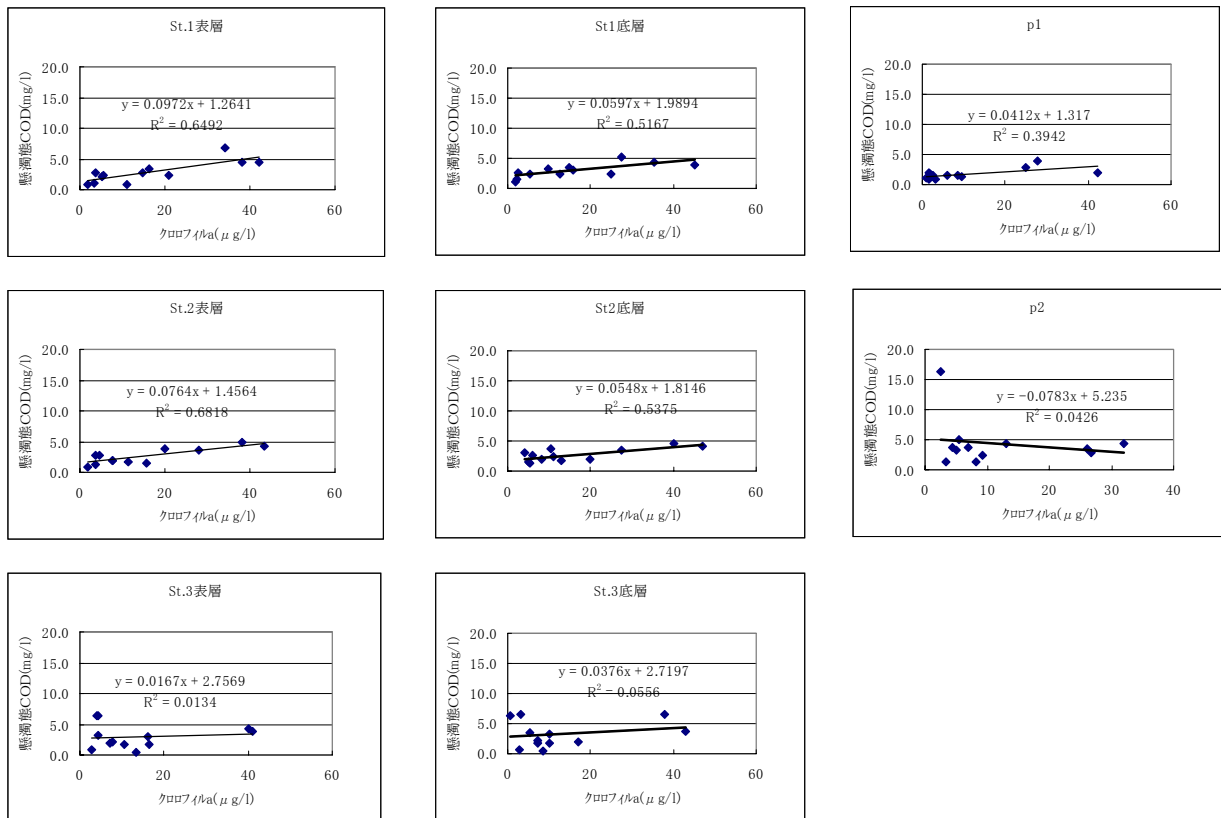 St.1表層
懸濁態COD(mg/l)
20.0
15.0
10.0
5.0
0.0
y = 0.0972x + 1.2641
R² = 0.6492
0 20 40 60
クロロフィルa(μg/l)
St1底層
懸濁態COD(mg/l)
20.0
15.0
10.0
5.0
0.0
y = 0.0597x + 1.9894
R² = 0.5167
0 20 40 60
クロロフィルa(μg/l)
p1
懸濁態COD(mg/l)
20.0
15.0
10.0
5.0
0.0
y = 0.0412x + 1.317
R² = 0.3942
0 20 40 60
クロロフィルa(μg/l)
St.2表層
懸濁態COD(mg/l)
20.0
15.0
10.0
5.0
0.0
y = 0.0764x + 1.4564
R² = 0.6818
0 20 40 60
クロロフィルa(μg/l)
St2底層
懸濁態COD(mg/l)
20.0
15.0
10.0
5.0
0.0
y = 0.0548x + 1.8146
R² = 0.5375
0 20 40 60
クロロフィルa(μg/l)
p2
懸濁態COD(mg/l)
20.0
15.0
10.0
5.0
0.0
y = -0.0783x + 5.235
R² = 0.0426
0 10 20 30 40
クロロフィルa(μg/l)
St.3表層
懸濁態COD(mg/l)
20.0
15.0
10.0
5.0
0.0
y = 0.0167x + 2.7569
R² = 0.0134
0 20 40 60
クロロフィルa(μg/l)
St.3底層
懸濁態COD(mg/l)
20.0
15.0
10.0
5.0
0.0
y = 0.0376x + 2.7197
R² = 0.0556
0 20 40 60
クロロフィルa(μg/l)